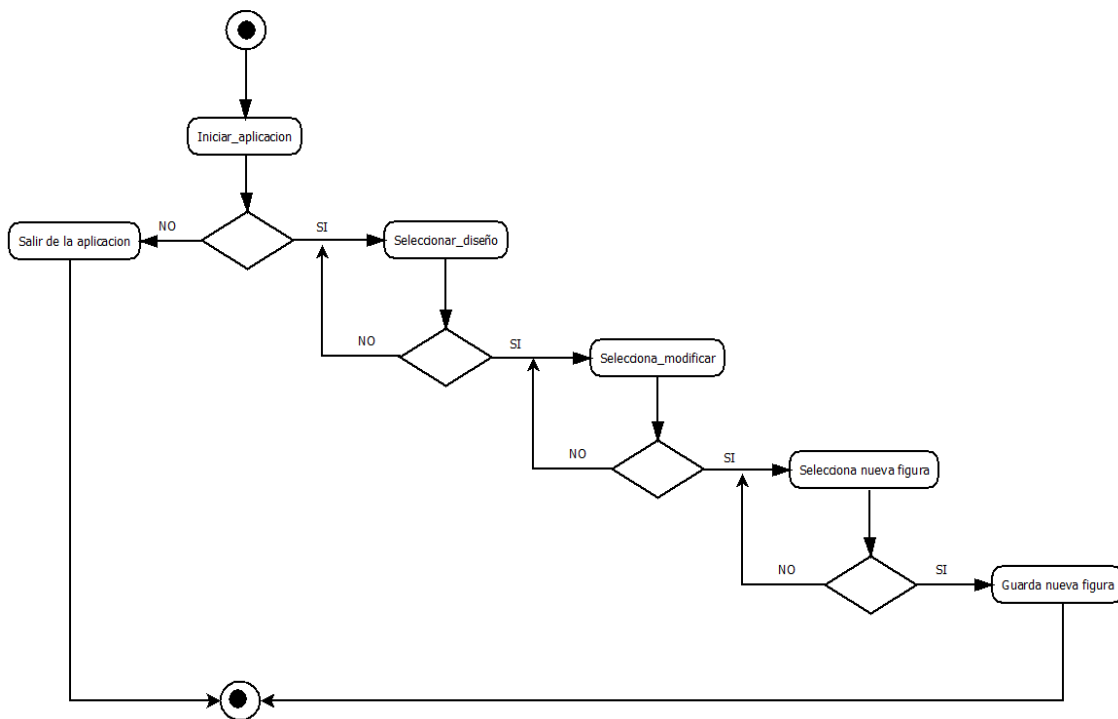 Iniciar_aplicacion
NO
SI
Salir de la aplicacion
Seleccionar_diseño
NO
SI
Selecciona_modificar
NO
SI
Selecciona nueva figura
NO
SI
Guarda nueva figura